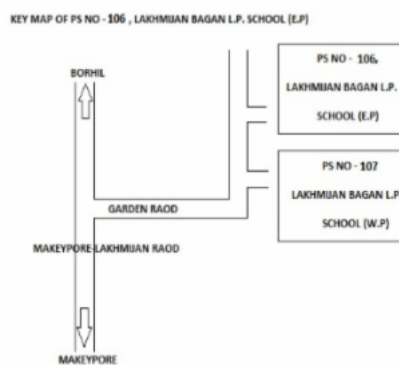 KEY MAP OF PS NO - 106 , LAKHMIJAN BAGAN L.P. SCHOOL (E.P)
BORHIL
PS NO - 106,
LAKHMIJAN BAGAN L.P.
SCHOOL (E.P)
PS NO - 107
LAKHMIJAN BAGAN L.P
SCHOOL (W.P)
GARDEN RAOD
MAKEYPORE-LAKHMIJAN RAOD
MAKEYPORE